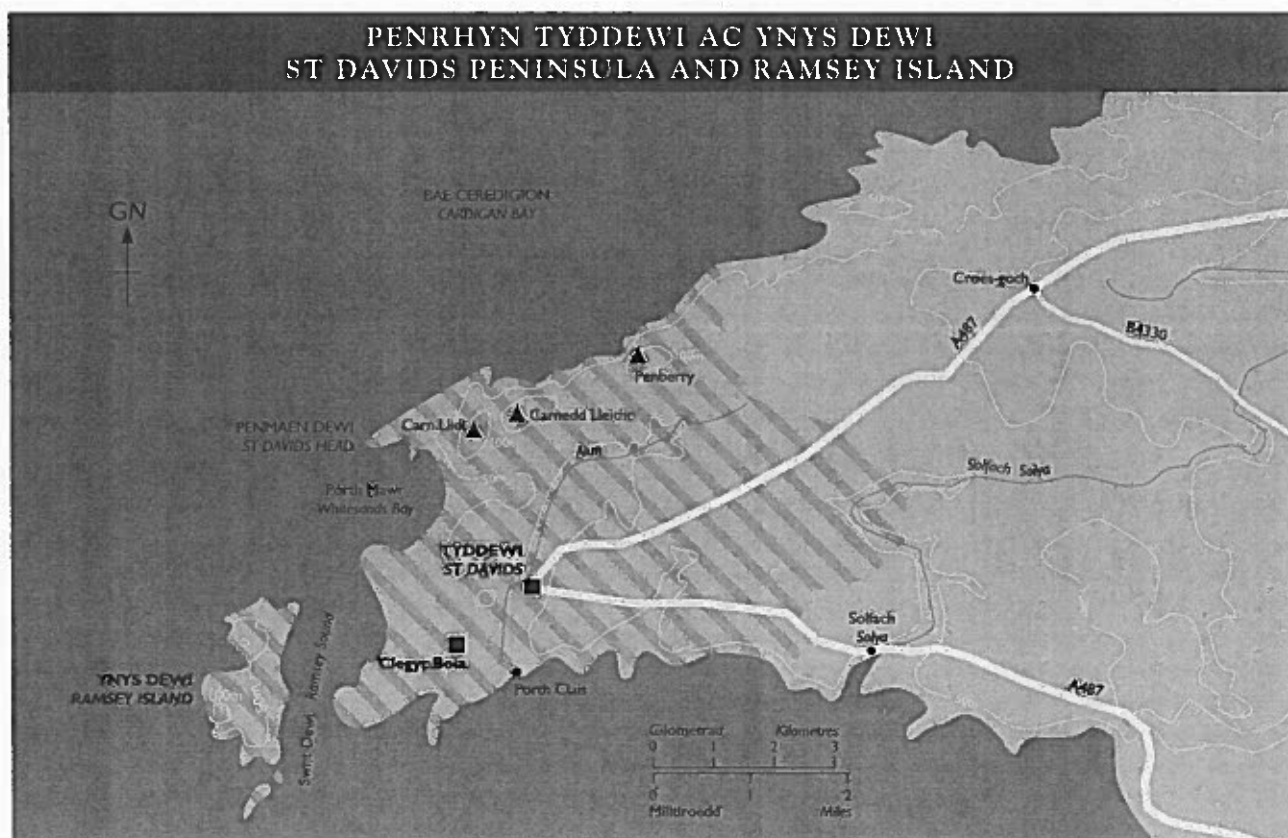 PENRHYN TYDDEWI AC YNYS DEWI
ST DAVIDS PENINSULA AND RAMSEY ISLAND
GN
BAE CEREDIGION
CARDIGAN BAY
Croes-goch
A487
B4330
Penberry
Carnedd Lleithr
Carn Llidi
PENMAEN DEWI
ST DAVIDS HEAD
Alun
Solfach Solva
Porth Mawr
Whitesands Bay
TYDDEWI
ST DAVIDS
Solfach
Solva
Clegyr Boia
Porth Clais
YNYS DEWI
RAMSEY ISLAND
Swnt Dewi Ramsey Sound
A487
Cilometrau Kilometres
0 1 2 3
0 1 2
Milltiroedd Miles